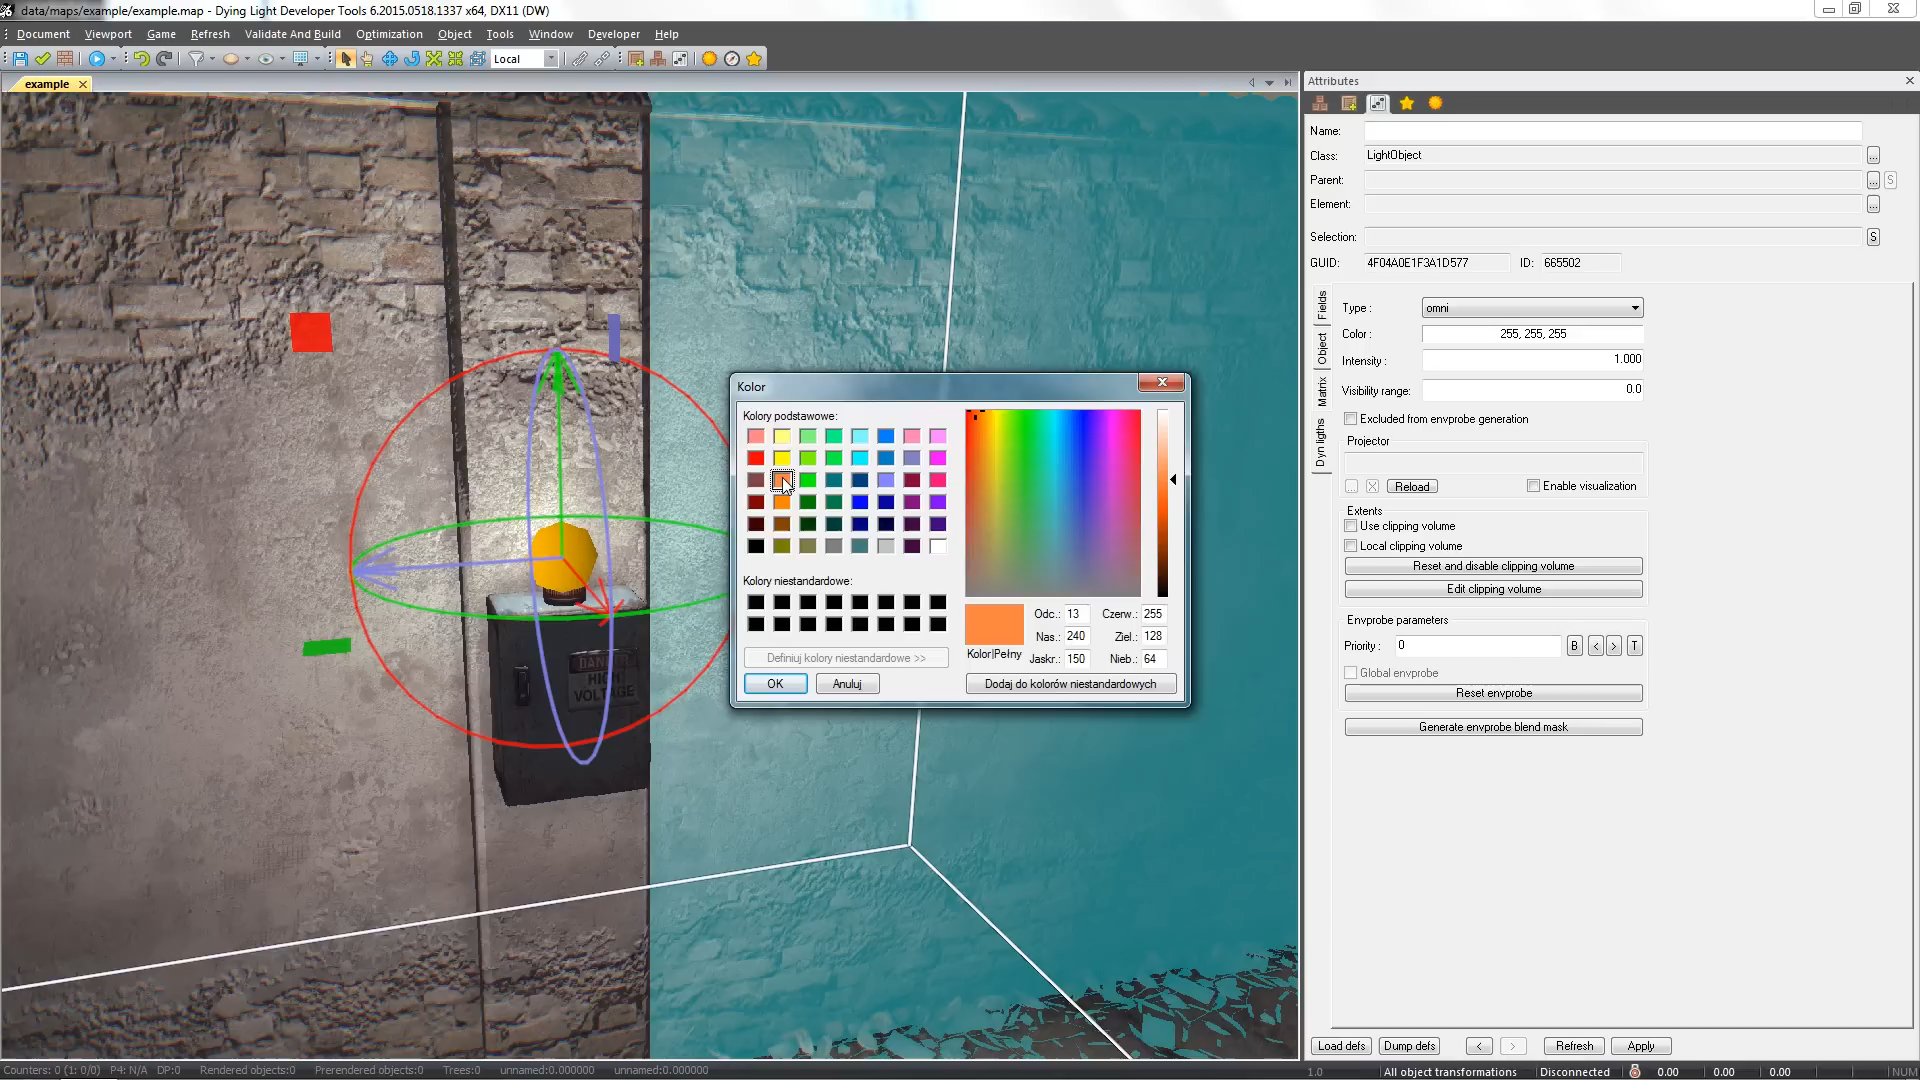 data/maps/example/example.map - Dying Light Developer Tools 6.2015.0518.1337 x64, DX11 (DW)
Document Viewport Game Refresh Validate And Build Optimization Object Tools Window Developer Help
Local
example
Attributes
Name:
Class: LightObject ...
Parent: ... S
Element: ...
Selection: S
GUID: 4F04A0E1F3A1D577 ID: 665502
Fields
Object
Matrix
Dyn ligths
Type : omni
Color : 255, 255, 255
Intensity : 1.000
Visibility range: 0.0
Excluded from envprobe generation
Projector
... X Reload Enable visualization
Extents
Use clipping volume
Local clipping volume
Reset and disable clipping volume
Edit clipping volume
Envprobe parameters
Priority : 0 B < > T
Global envprobe
Reset envprobe
Generate envprobe blend mask
Load defs Dump defs < > Refresh Apply
Kolor
Kolory podstawowe:
Kolory niestandardowe:
Definiuj kolory niestandardowe >>
OK Anuluj
Kolor|Pełny
Odc.: 13 Czerw.: 255
Nas.: 240 Ziel.: 128
Jaskr.: 150 Nieb.: 64
Dodaj do kolorów niestandardowych
DANGER
HIGH
VOLTAGE
Counters: 0 (1: 0/0) P4: N/A DP:0 Rendered objects:0 Prerendered objects:0 Trees:0 unnamed:0.000000 unnamed:0.000000 1.0 All object transformations Disconnected 0.00 0.00 0.00 NUM